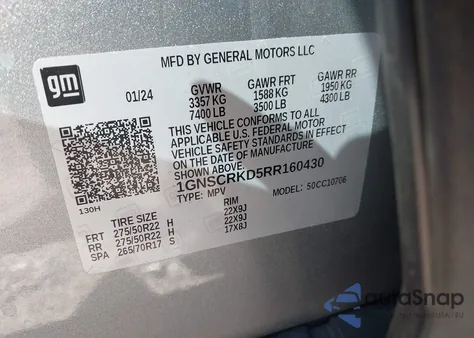 gm
MFD BY GENERAL MOTORS LLC
01/24
GVWR GAWR FRT GAWR RR
3357 KG 1588 KG 1950 KG
7400 LB 3500 LB 4300 LB
THIS VEHICLE CONFORMS TO ALL
APPLICABLE U.S. FEDERAL MOTOR
VEHICLE SAFETY STANDARDS IN EFFECT
ON THE DATE OF MANUFACTURE
SHOWN ABOVE.
1GNSCRKD5RR160430
TYPE: MPV MODEL: 50CC10706
130H
TIRE SIZE RIM
FRT 275/50R22 H 22X9J
RR 275/50R22 H 22X9J
SPA 265/70R17 S 17X8J
autoSnap